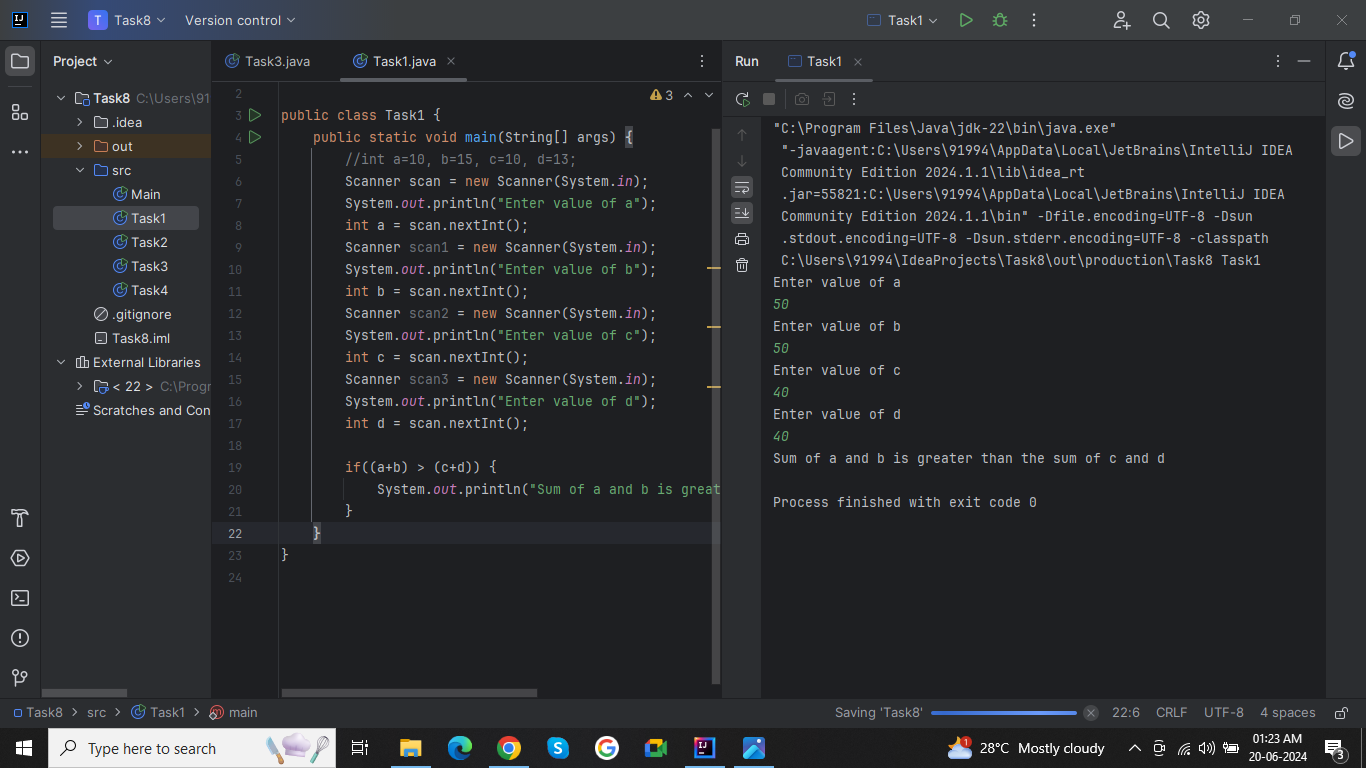 T Task8 Version control Task1
Project
Task8 C:\Users\91
.idea
out
src
Main
Task1
Task2
Task3
Task4
.gitignore
Task8.iml
External Libraries
< 22 > C:\Progr
Scratches and Con
Task3.java Task1.java
3
2
3 public class Task1 {
4 public static void main(String[] args) {
5 //int a=10, b=15, c=10, d=13;
6 Scanner scan = new Scanner(System.in);
7 System.out.println("Enter value of a");
8 int a = scan.nextInt();
9 Scanner scan1 = new Scanner(System.in);
10 System.out.println("Enter value of b");
11 int b = scan.nextInt();
12 Scanner scan2 = new Scanner(System.in);
13 System.out.println("Enter value of c");
14 int c = scan.nextInt();
15 Scanner scan3 = new Scanner(System.in);
16 System.out.println("Enter value of d");
17 int d = scan.nextInt();
18
19 if((a+b) > (c+d)) {
20 System.out.println("Sum of a and b is great
21 }
22 }
23 }
24
Run Task1
"C:\Program Files\Java\jdk-22\bin\java.exe"
"-javaagent:C:\Users\91994\AppData\Local\JetBrains\IntelliJ IDEA
Community Edition 2024.1.1\lib\idea_rt
.jar=55821:C:\Users\91994\AppData\Local\JetBrains\IntelliJ IDEA
Community Edition 2024.1.1\bin" -Dfile.encoding=UTF-8 -Dsun
.stdout.encoding=UTF-8 -Dsun.stderr.encoding=UTF-8 -classpath
C:\Users\91994\IdeaProjects\Task8\out\production\Task8 Task1
Enter value of a
50
Enter value of b
50
Enter value of c
40
Enter value of d
40
Sum of a and b is greater than the sum of c and d
Process finished with exit code 0
Task8 > src > Task1 > main Saving 'Task8' 22:6 CRLF UTF-8 4 spaces
Type here to search 28°C Mostly cloudy 01:23 AM
20-06-2024
3